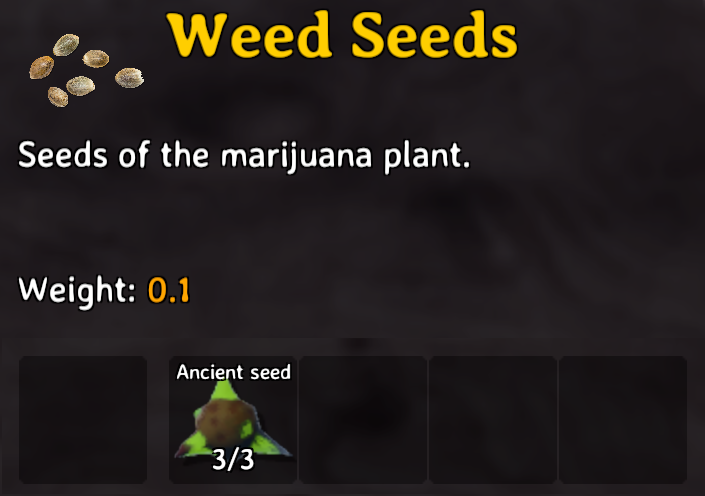 Weed Seeds
Seeds of the marijuana plant.
Weight: 0.1
Ancient seed
3/3